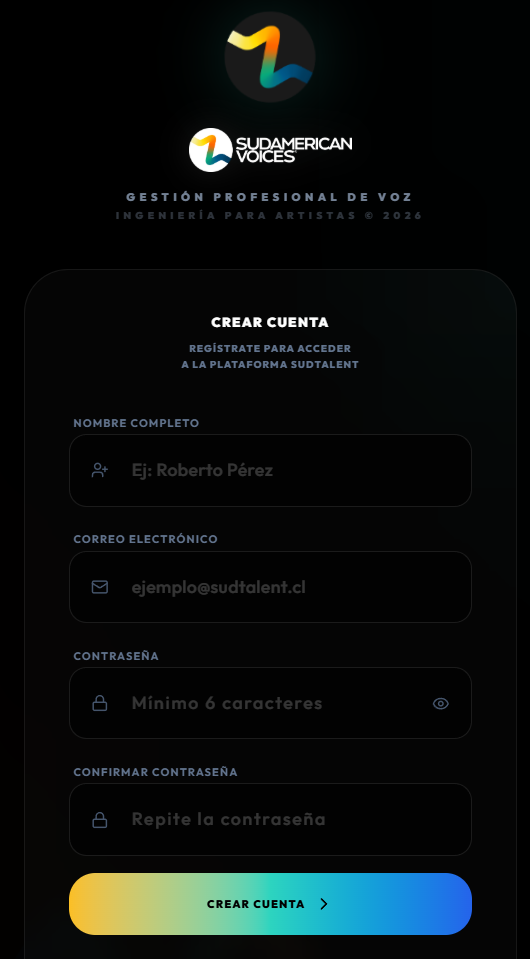 SUDAMERICAN
VOICES
GESTIÓN PROFESIONAL DE VOZ
INGENIERÍA PARA ARTISTAS © 2026
CREAR CUENTA
REGÍSTRATE PARA ACCEDER
A LA PLATAFORMA SUDTALENT
NOMBRE COMPLETO
Ej: Roberto Pérez
CORREO ELECTRÓNICO
ejemplo@sudtalent.cl
CONTRASEÑA
Mínimo 6 caracteres
CONFIRMAR CONTRASEÑA
Repite la contraseña
CREAR CUENTA